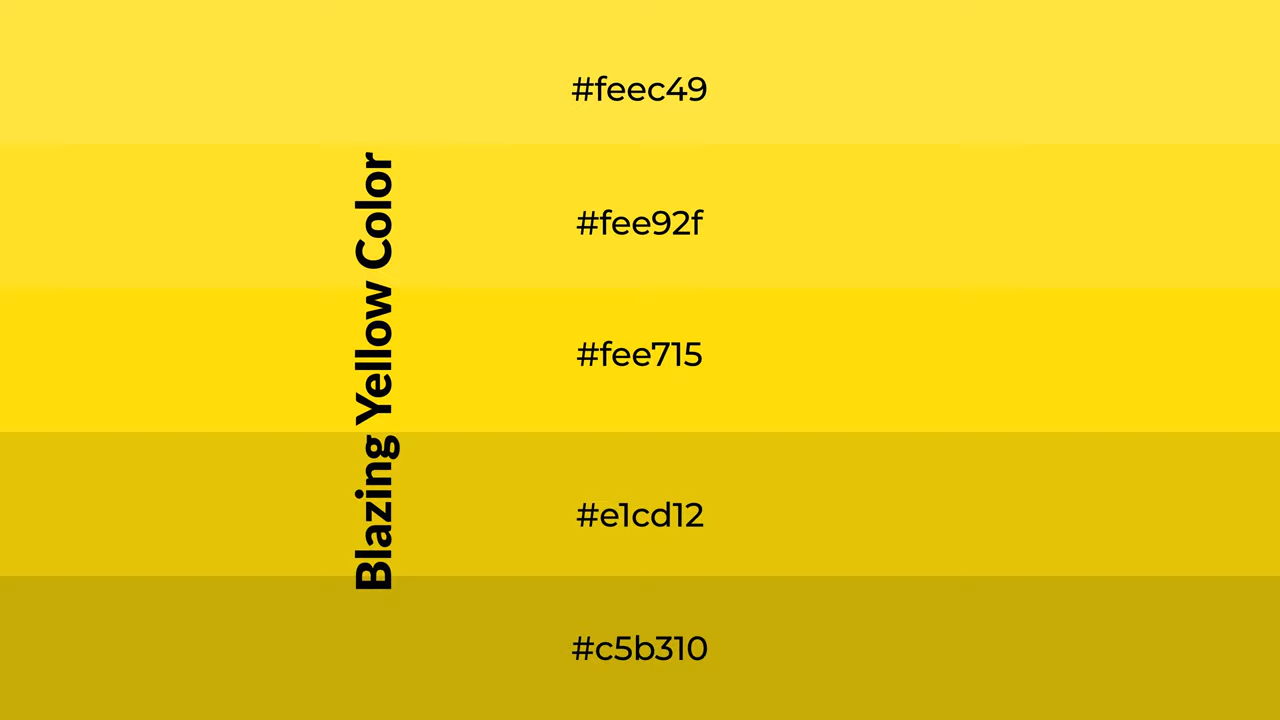 Blazing Yellow Color
#feec49
#fee92f
#fee715
#e1cd12
#c5b310